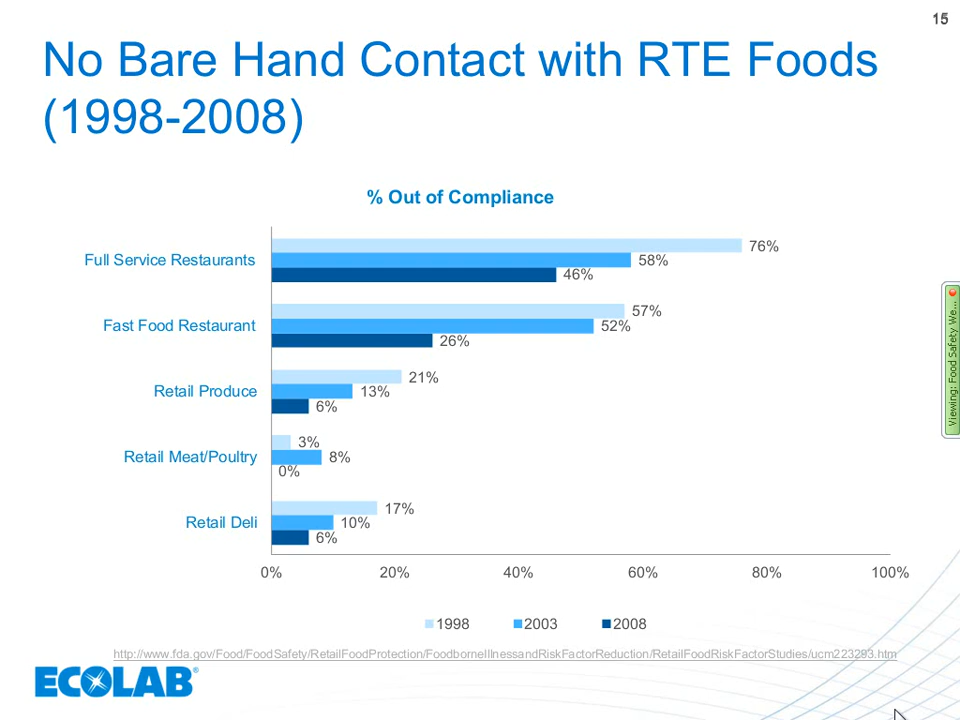 15
No Bare Hand Contact with RTE Foods
(1998-2008)
% Out of Compliance
Full Service Restaurants
76%
58%
46%
Fast Food Restaurant
57%
52%
26%
Retail Produce
21%
13%
6%
Retail Meat/Poultry
3%
8%
0%
Retail Deli
17%
10%
6%
0% 20% 40% 60% 80% 100%
1998 2003 2008
http://www.fda.gov/Food/FoodSafety/RetailFoodProtection/FoodborneIllnessandRiskFactorReduction/RetailFoodRiskFactorStudies/ucm223293.htm
ECOLAB®
Viewing: Food Safety We...